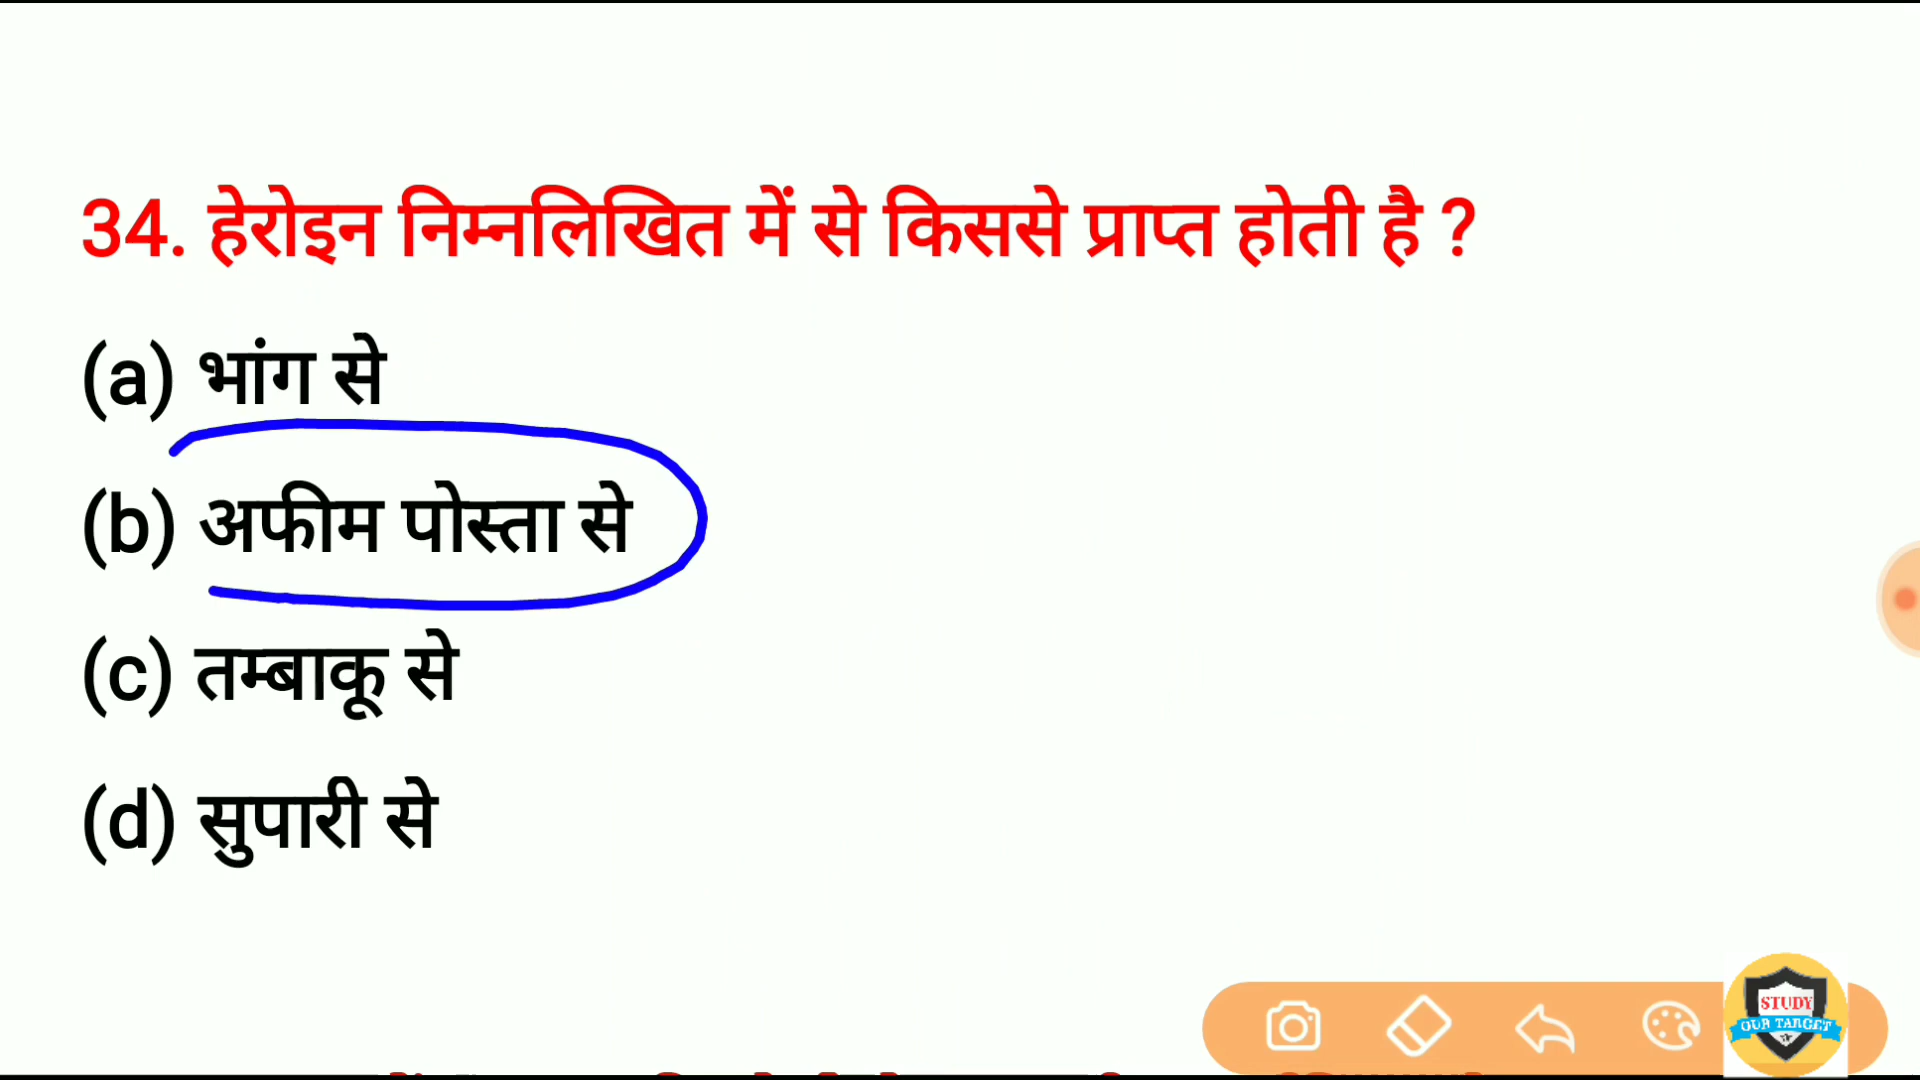 34. हेरोइन निम्नलिखित में से किससे प्राप्त होती है ?
(a) भांग से
(b) अफीम पोस्ता से
(c) तम्बाकू से
(d) सुपारी से
STUDY
OUR TARGET